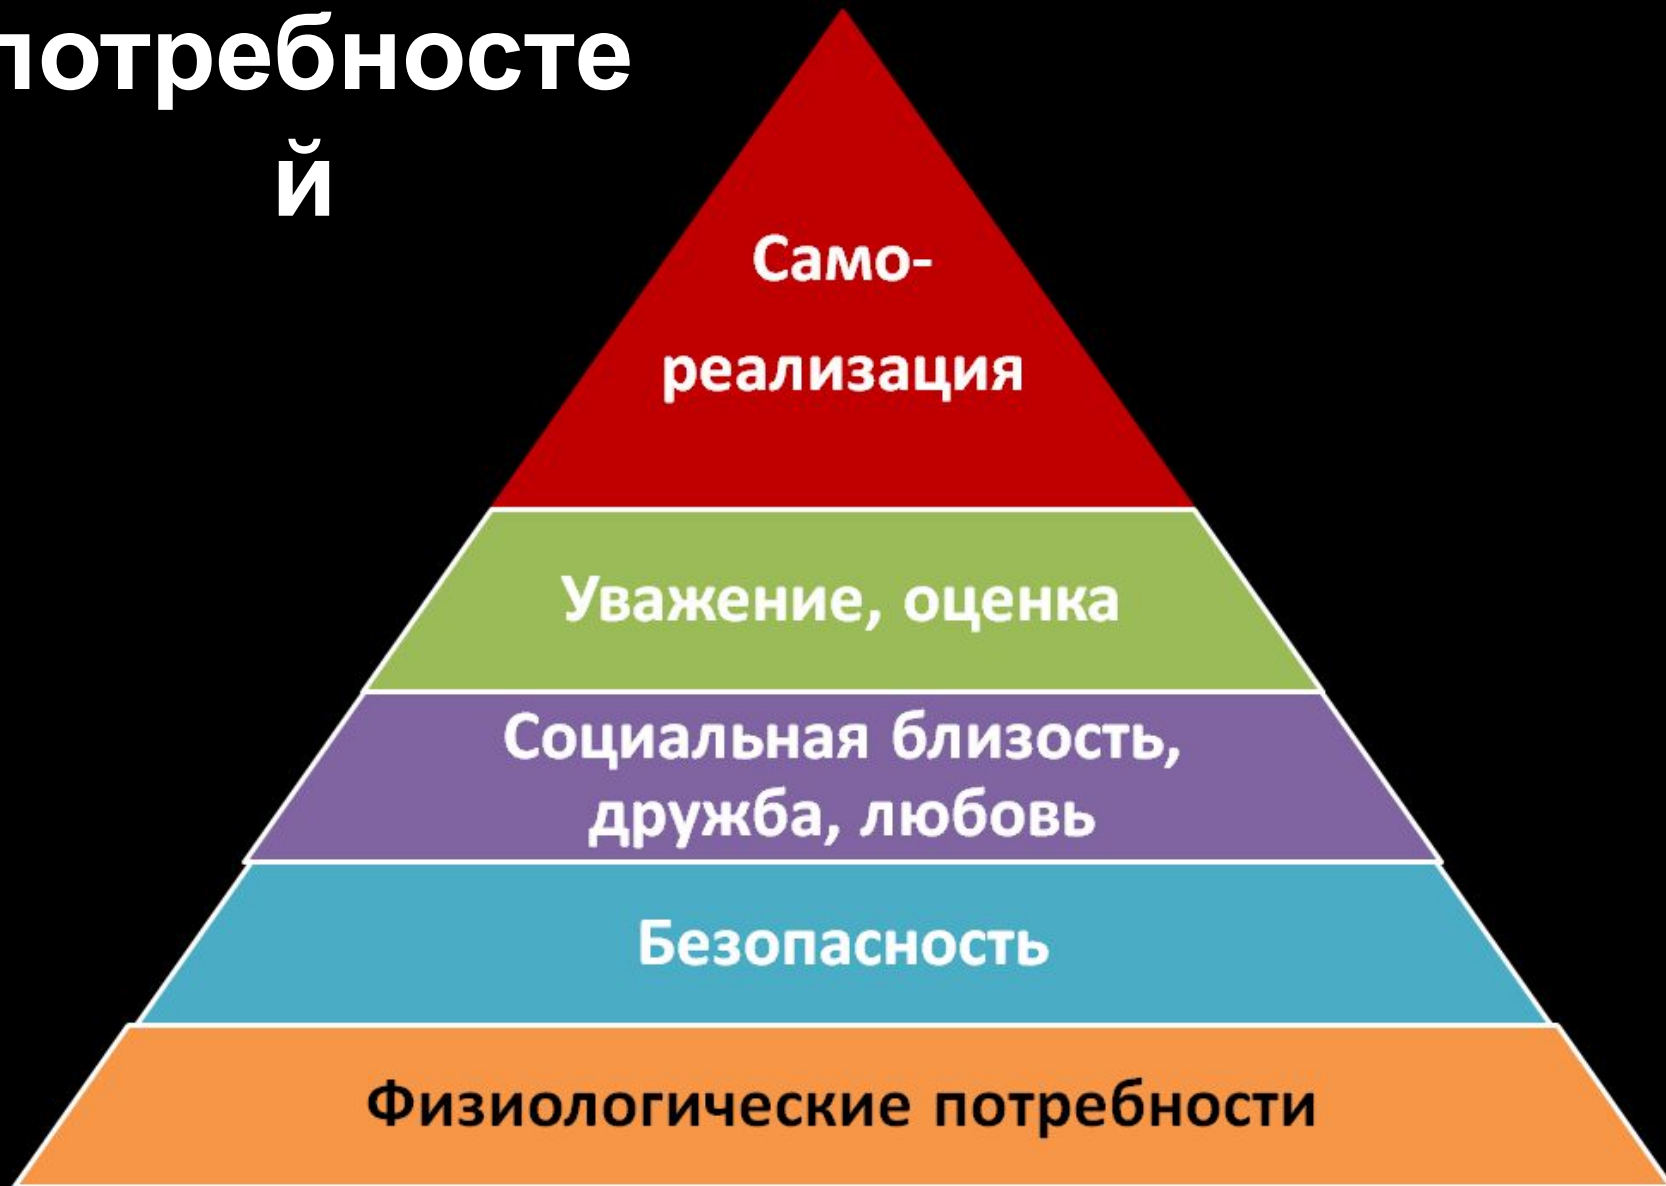 потребносте
й
Само-
реализация
Уважение, оценка
Социальная близость,
дружба, любовь
Безопасность
Физиологические потребности